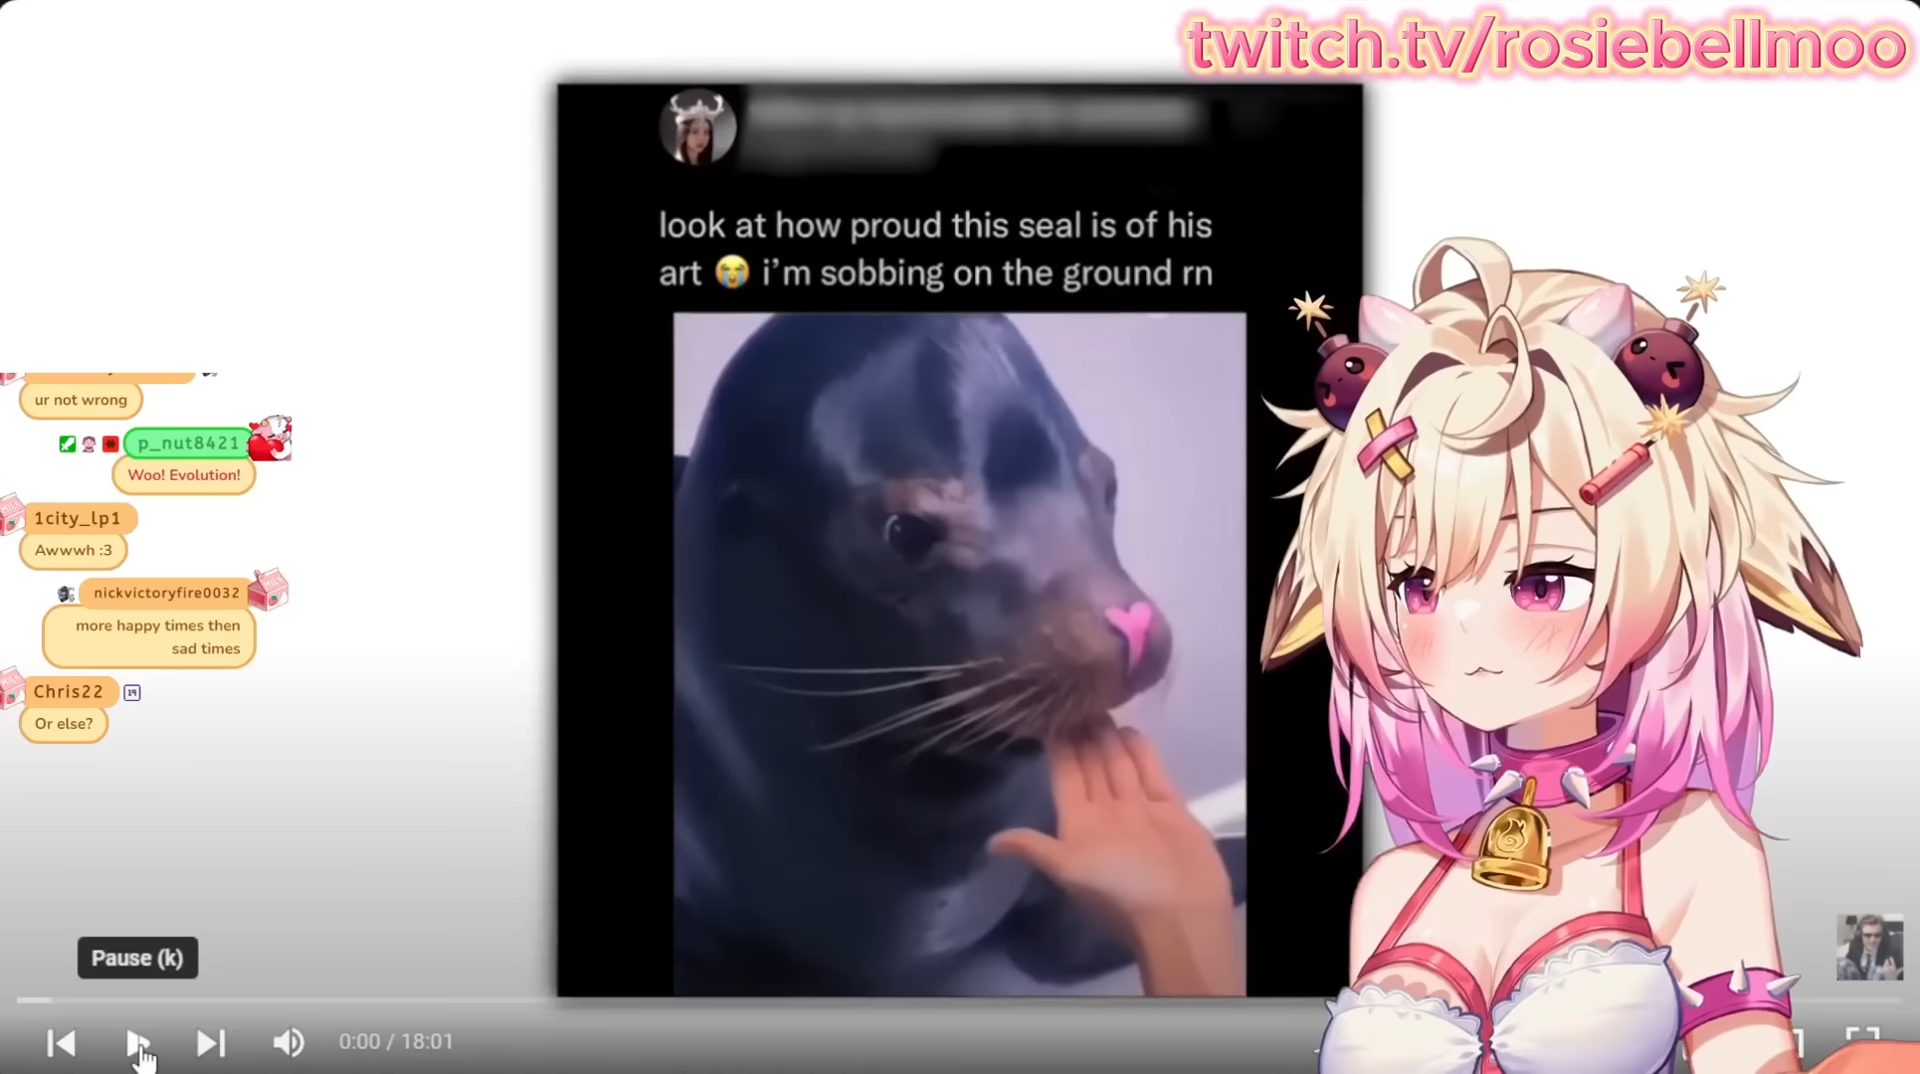 twitch.tv/rosiebellmoo
look at how proud this seal is of his
art 😭 i'm sobbing on the ground rn
ur not wrong
p_nut8421
Woo! Evolution!
1city_lp1
Awwwh :3
nickvictoryfire0032
more happy times then
sad times
Chris22 19
Or else?
Pause (k)
0:00 / 18:01